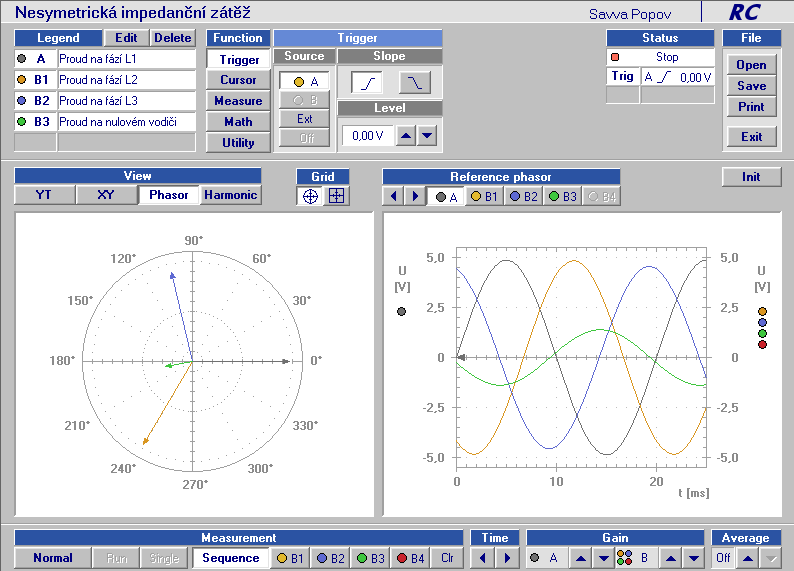 Nesymetrická impedanční zátěž
Savva Popov
RC
Legend Edit Delete
A Proud na fází L1
B1 Proud na fází L2
B2 Proud na fází L3
B3 Proud na nulovém vodiči
Function
Trigger
Cursor
Measure
Math
Utility
Trigger
Source Slope
A
B
Ext
Off
Level
0,00 V
Status
Stop
Trig A 0,00 V
File
Open
Save
Print
Exit
View
YT XY Phasor Harmonic
Grid
Reference phasor
A B1 B2 B3 B4
Init
90°
120° 60°
150° 30°
180° 0°
210° 330°
240° 300°
270°
U
[V]
5,0
2,5
0
-2,5
-5,0
5,0
2,5
0
-2,5
-5,0
U
[V]
0 10 20
t [ms]
Measurement
Normal Run Single Sequence B1 B2 B3 B4 Clr
Time
Gain
A B
Average
Off